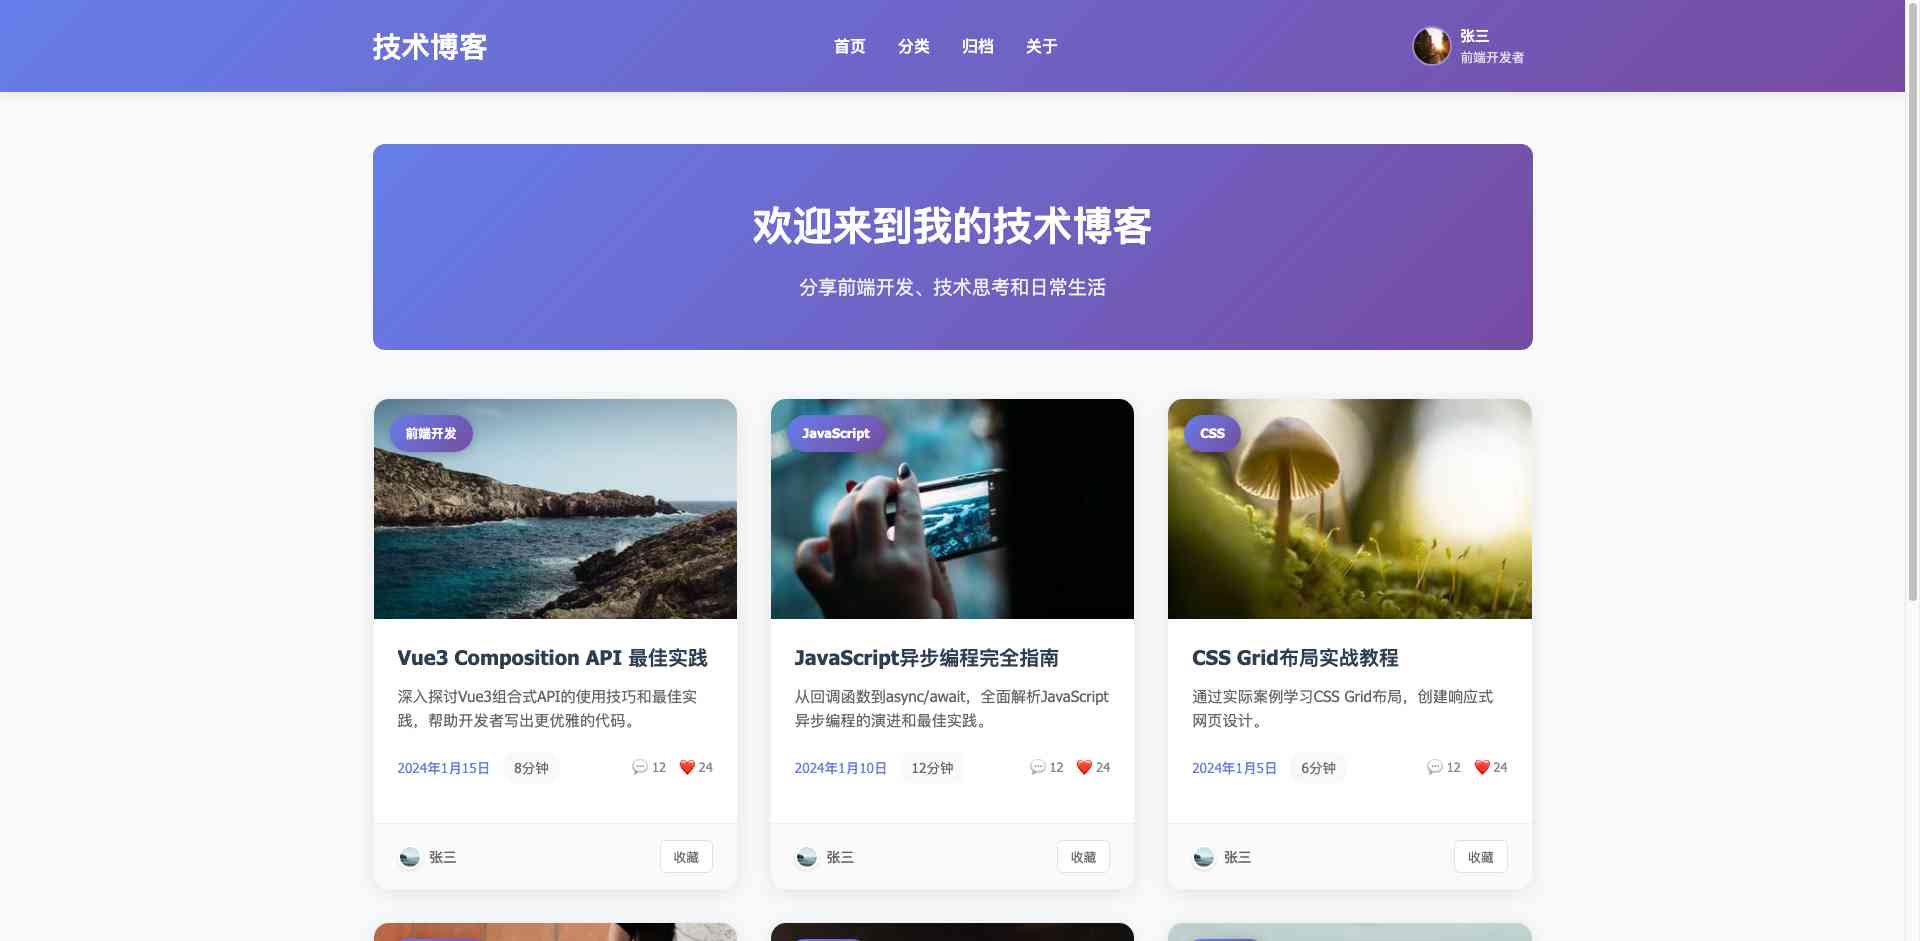 技术博客
首页
分类
归档
关于
张三
前端开发者
欢迎来到我的技术博客
分享前端开发、技术思考和日常生活
前端开发
Vue3 Composition API 最佳实践
深入探讨Vue3组合式API的使用技巧和最佳实
践，帮助开发者写出更优雅的代码。
2024年1月15日
8分钟
12
24
张三
收藏
JavaScript
JavaScript异步编程完全指南
从回调函数到async/await，全面解析JavaScript
异步编程的演进和最佳实践。
2024年1月10日
12分钟
12
24
张三
收藏
CSS
CSS Grid布局实战教程
通过实际案例学习CSS Grid布局，创建响应式
网页设计。
2024年1月5日
6分钟
12
24
张三
收藏